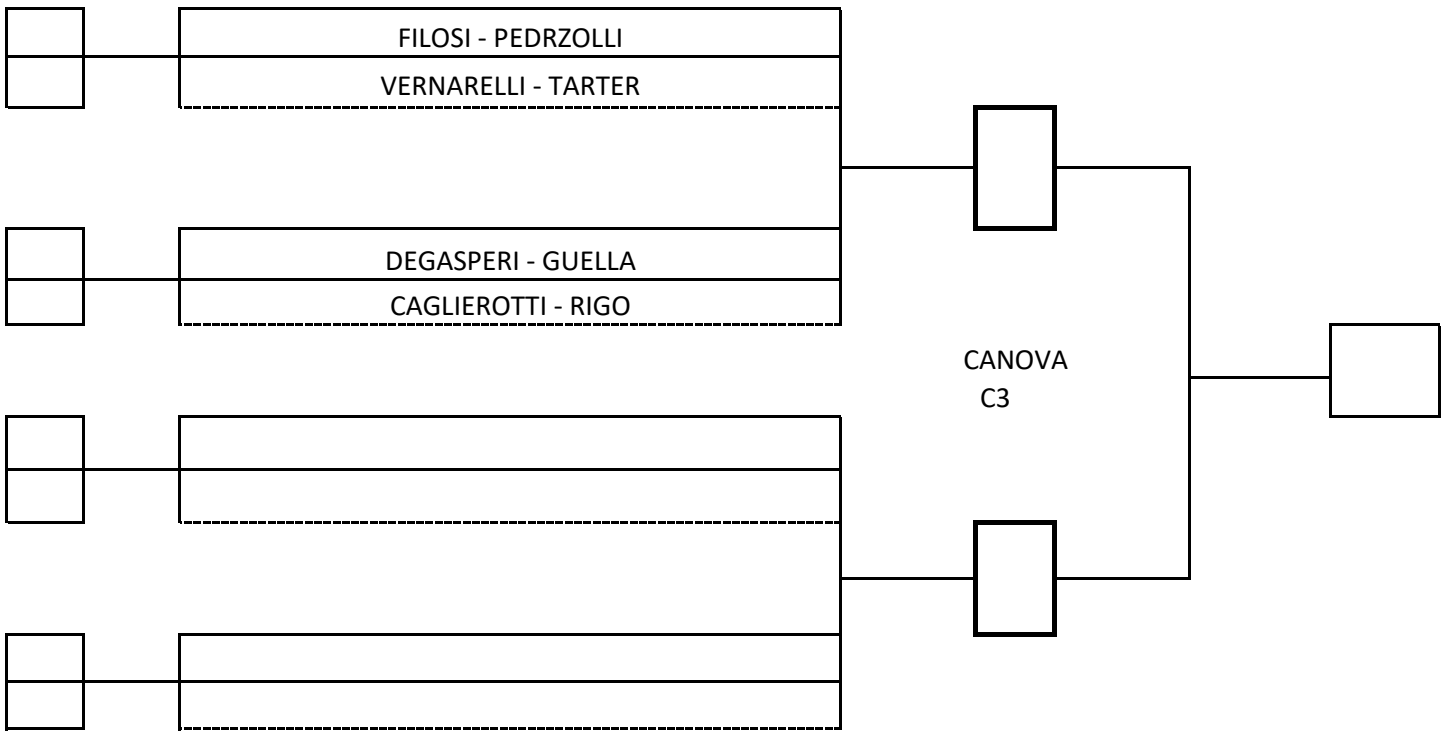 FILOSI - PEDRZOLLI
VERNARELLI - TARTER
DEGASPERI - GUELLA
CAGLIEROTTI - RIGO
CANOVA
C3